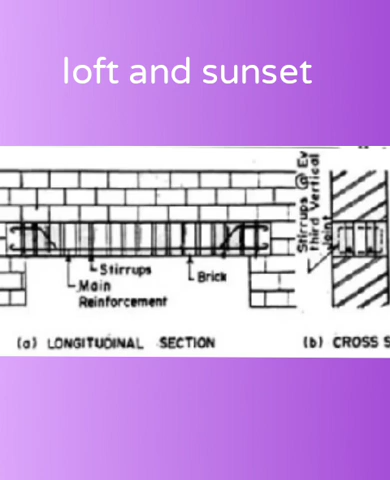 loft and sunset
Stirrups @ Ev
third Vertical
Joint
Stirrups
Main
Reinforcement
Brick
(a) LONGITUDINAL SECTION
(b) CROSS S